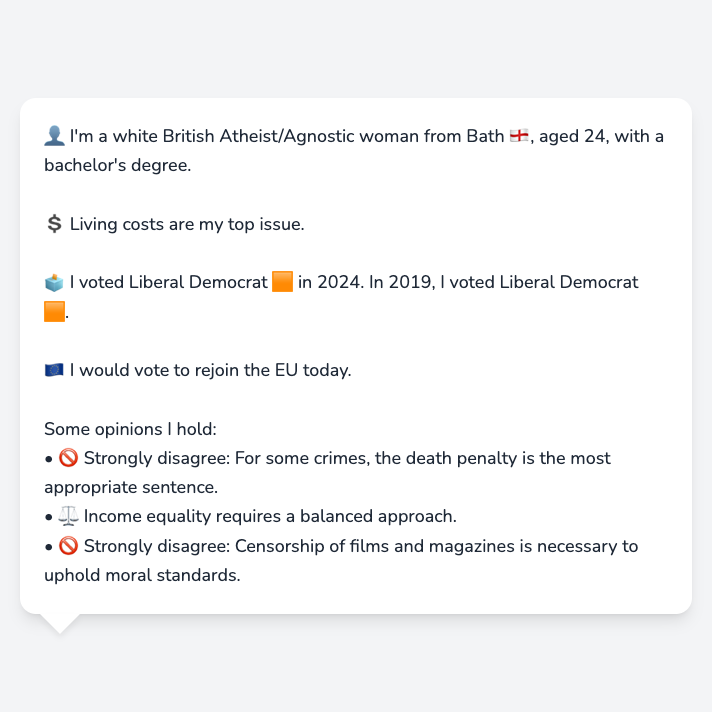 👤 I'm a white British Atheist/Agnostic woman from Bath 🏴󠁧󠁢󠁥󠁮󠁧󠁿, aged 24, with a
bachelor's degree.
💲 Living costs are my top issue.
🗳️ I voted Liberal Democrat 🟧 in 2024. In 2019, I voted Liberal Democrat
🟧.
🇪🇺 I would vote to rejoin the EU today.
Some opinions I hold:
• 🚫 Strongly disagree: For some crimes, the death penalty is the most
appropriate sentence.
• ⚖️ Income equality requires a balanced approach.
• 🚫 Strongly disagree: Censorship of films and magazines is necessary to
uphold moral standards.